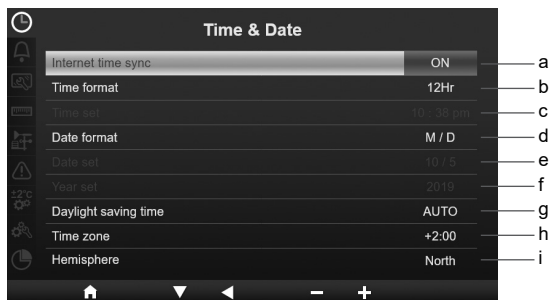 Time & Date
Internet time sync ON a
Time format 12Hr b
Time set 10 : 38 pm c
Date format M / D d
Date set 10 / 5 e
Year set 2019 f
±2°C
Daylight saving time AUTO g
Time zone +2:00 h
Hemisphere North i